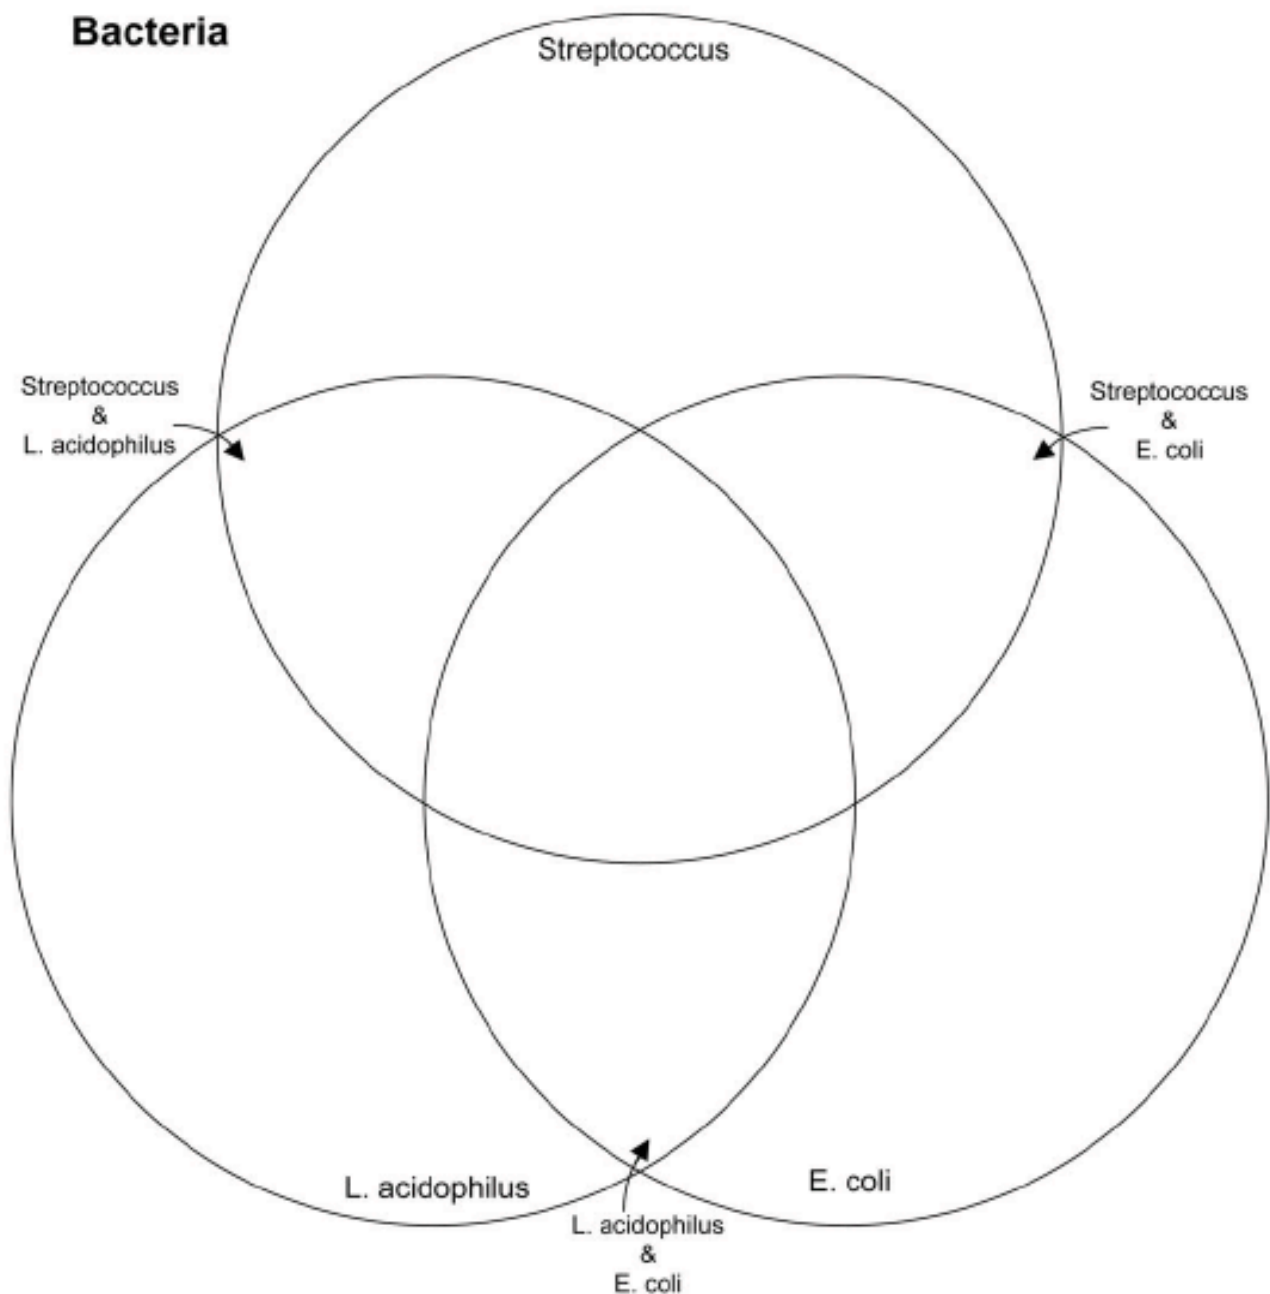 Bacteria
Streptococcus
Streptococcus
&
L. acidophilus
Streptococcus
&
E. coli
L. acidophilus
E. coli
L. acidophilus
&
E. coli